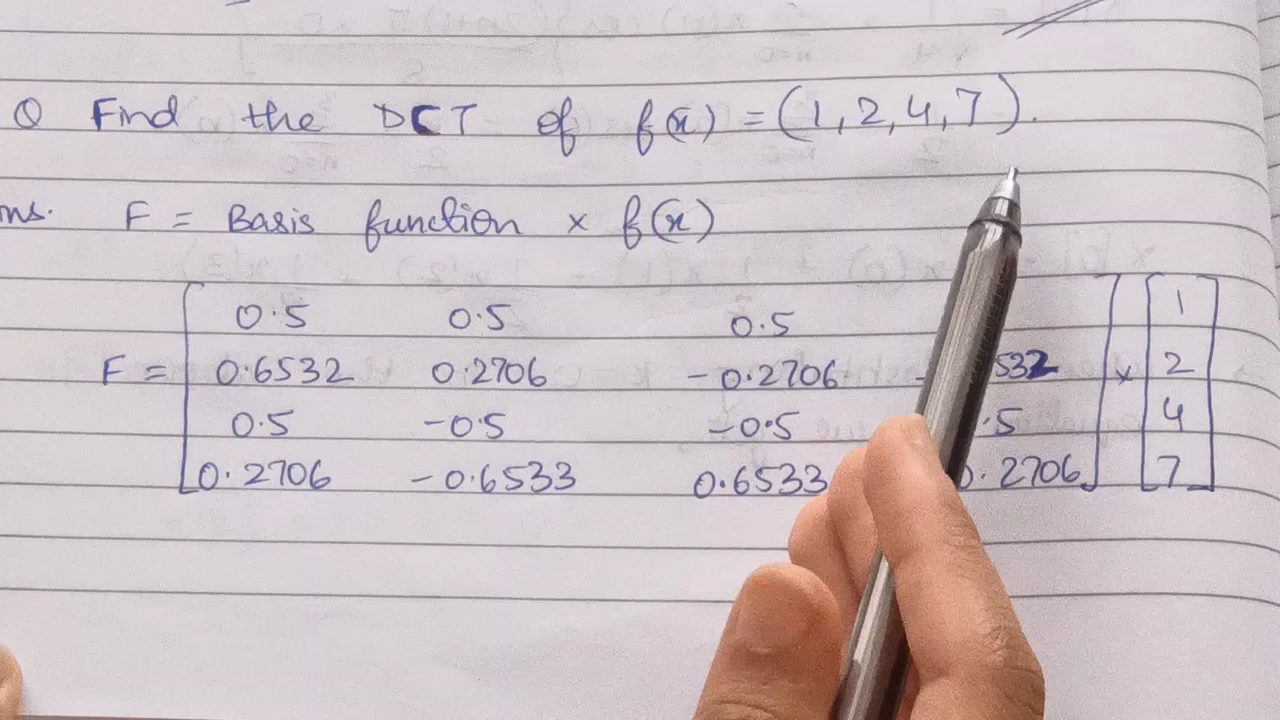 Q Find the DCT of f(x) = (1, 2, 4, 7).
ns. F = Basis function × f(x)
0.5 0.5 0.5 1
F = 0.6532 0.2706 -0.2706 - 532 × 2
0.5 -0.5 -0.5 .5 4
0.2706 -0.6533 0.6533 0.2706 7